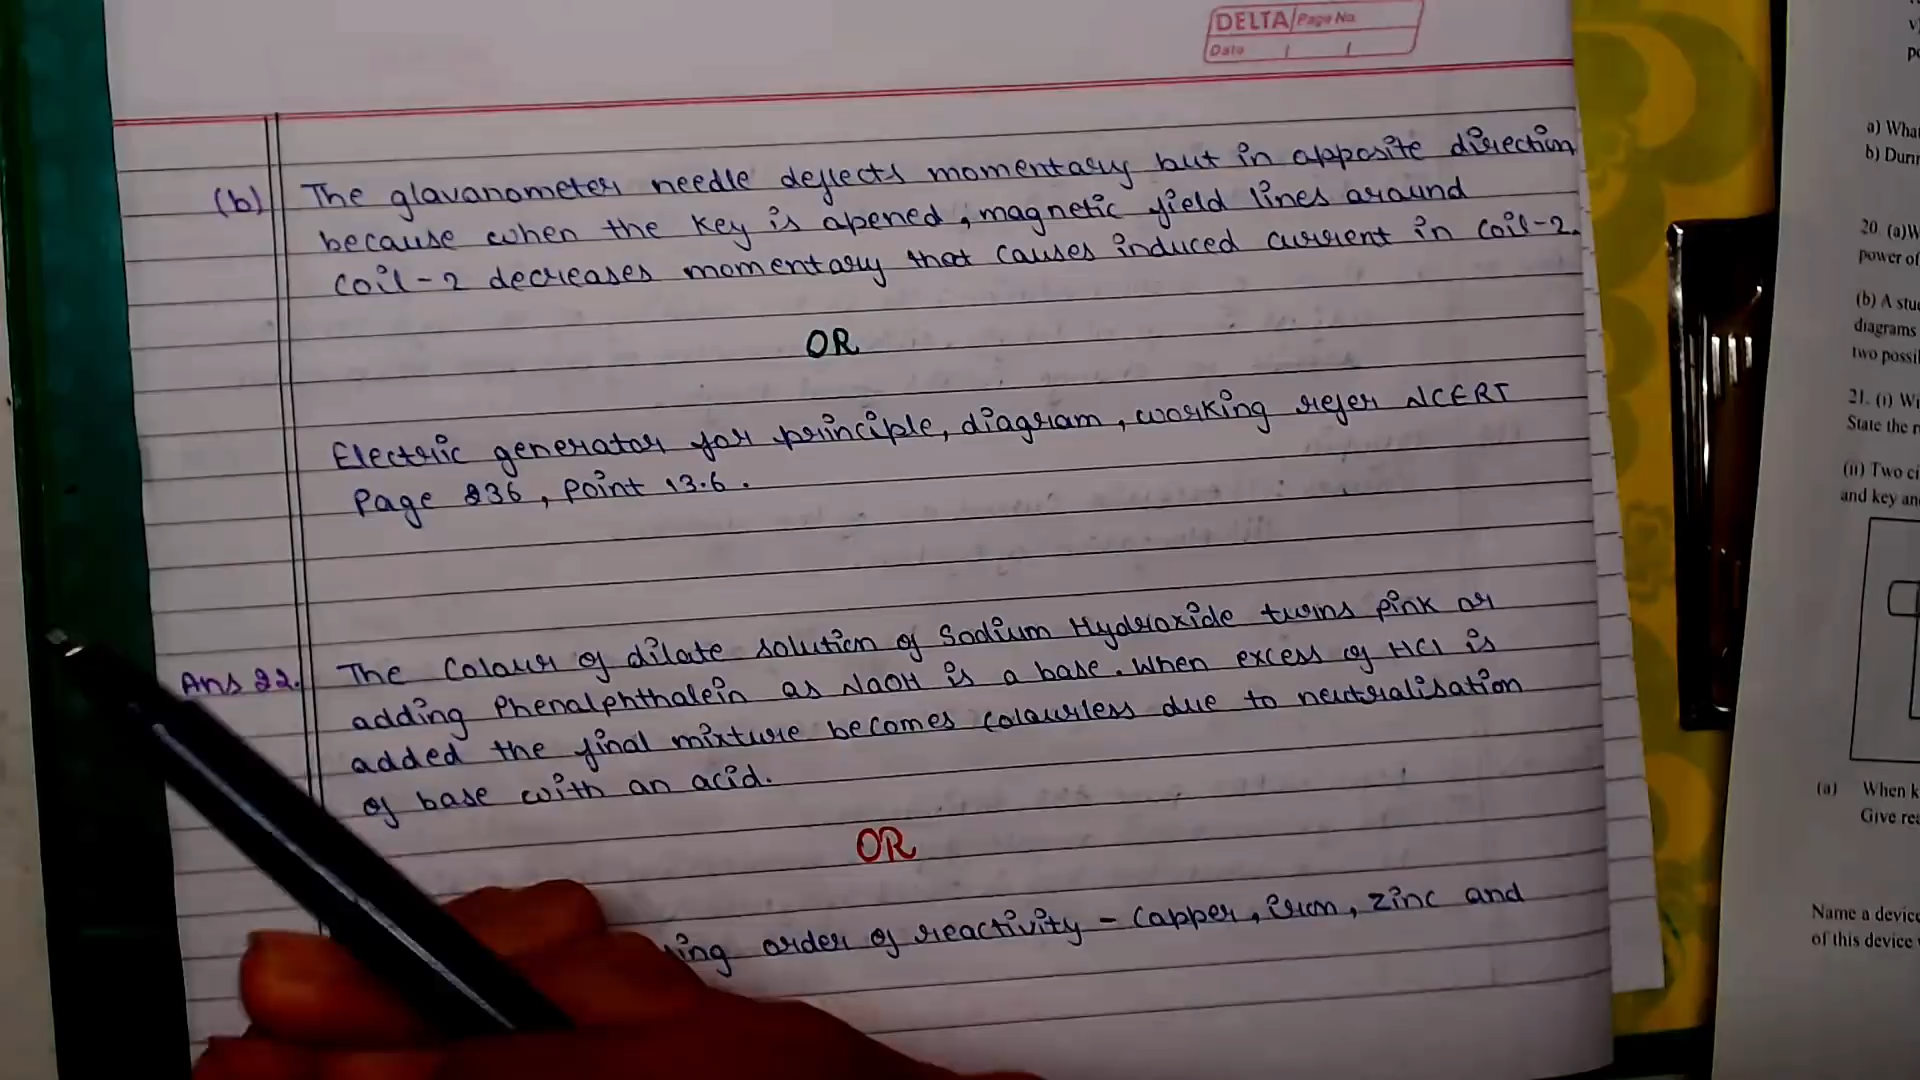 DELTA Page No.
Date / /
(b) The glavanometer needle deflects momentary but in opposite direction
because when the key is opened, magnetic field lines around
coil-2 decreases momentary that causes induced current in coil-2.
OR
Electric generator for principle, diagram, working refer NCERT
Page 236, Point 13.6.
Ans 22. The Colour of dilate solution of Sodium Hydroxide turns pink or
adding Phenolphthalein as NaOH is a base. When excess of HCl is
added the final mixture becomes colourless due to neutralisation
of base with an acid.
OR
ing order of reactivity - Copper, iron, zinc and
a) Wha
b) Duri
20. (a)W
power of
(b) A stu
diagrams
two possi
21. (i) Wi
State the r
(ii) Two ci
and key an
(a) When k
Give rea
Name a device
of this device